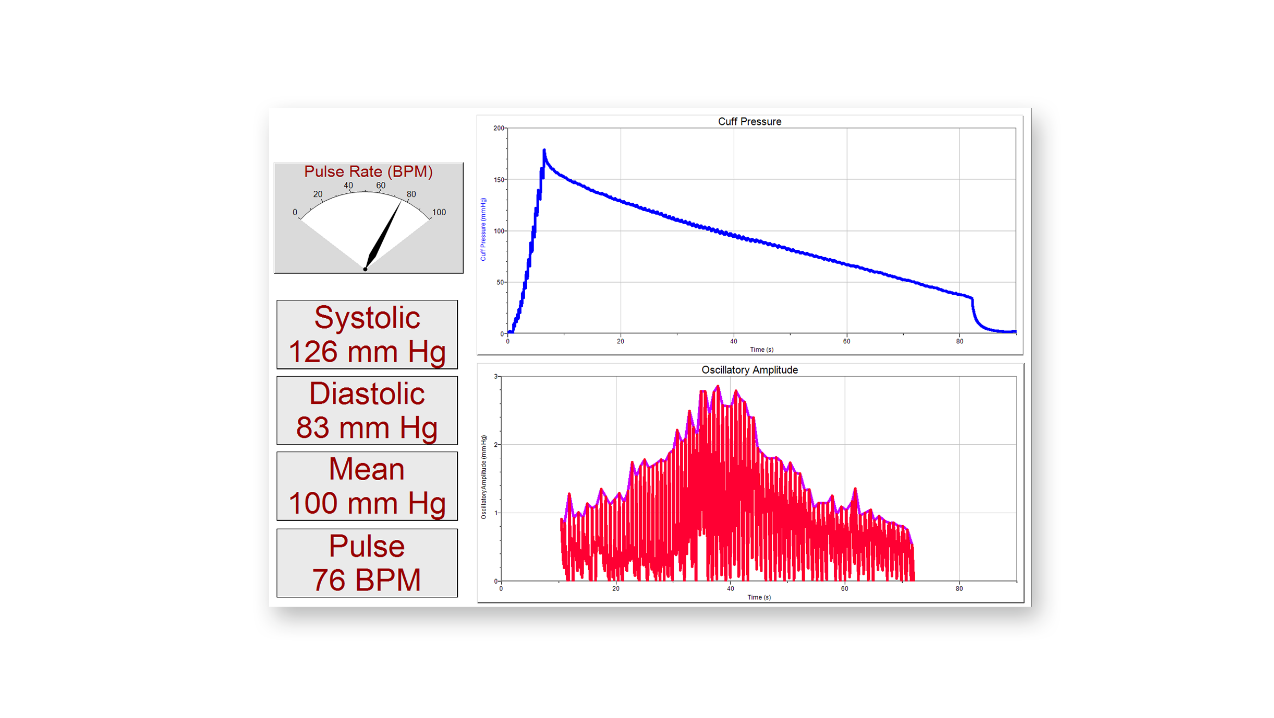 Pulse Rate (BPM)
0 20 40 60 80 100
Systolic
126 mm Hg
Diastolic
83 mm Hg
Mean
100 mm Hg
Pulse
76 BPM
Cuff Pressure
Cuff Pressure (mmHg)
200
150
100
50
0
0 20 40 60 80
Time (s)
Oscillatory Amplitude
Oscillatory Amplitude (mmHg)
3
2
1
0
0 20 40 60 80
Time (s)